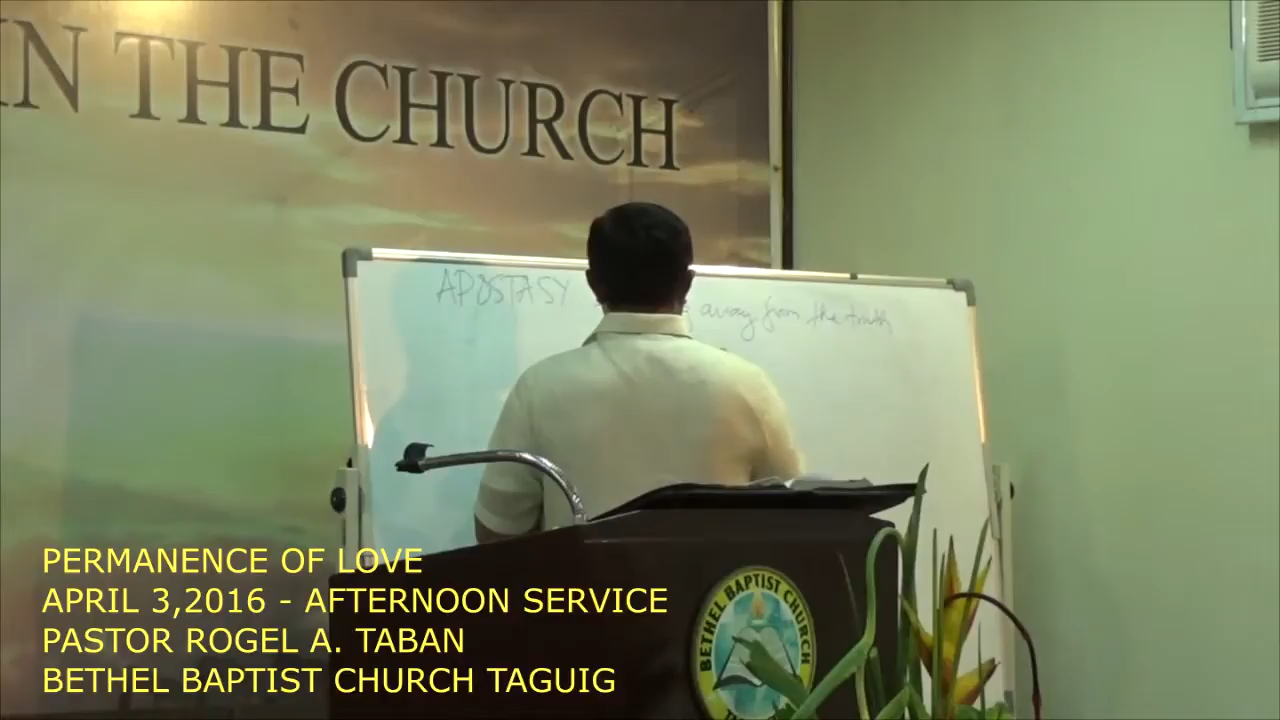 IN THE CHURCH
APOSTASY away from the truth
PERMANENCE OF LOVE
APRIL 3,2016 - AFTERNOON SERVICE
PASTOR ROGEL A. TABAN
BETHEL BAPTIST CHURCH TAGUIG
BETHEL BAPTIST CHURCH